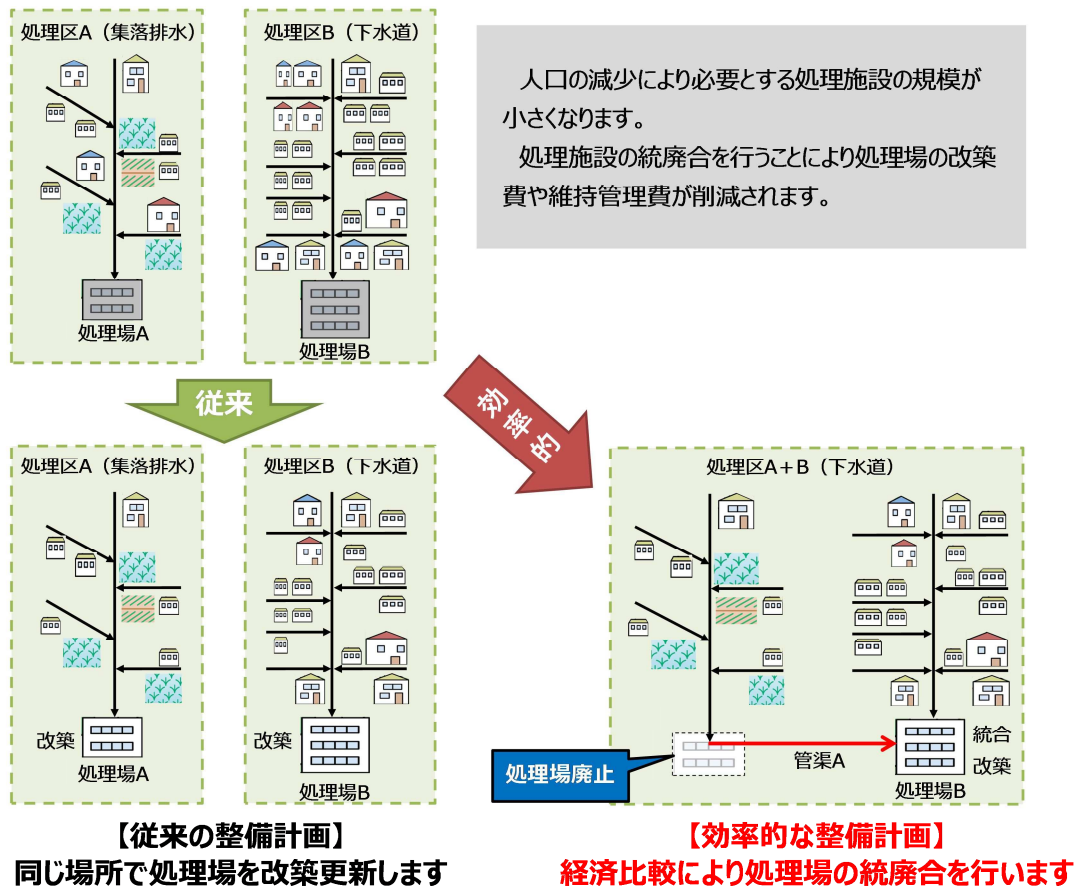 処理区A（集落排水）
処理区B（下水道）
処理場A
処理場B
人口の減少により必要とする処理施設の規模が
小さくなります。
処理施設の統廃合を行うことにより処理場の改築
費や維持管理費が削減されます。
従来
効率的
処理区A（集落排水）
処理区B（下水道）
改築
処理場A
改築
処理場B
処理区A＋B（下水道）
処理場廃止
管渠A
統合
改築
処理場B
【従来の整備計画】
同じ場所で処理場を改築更新します
【効率的な整備計画】
経済比較により処理場の統廃合を行います